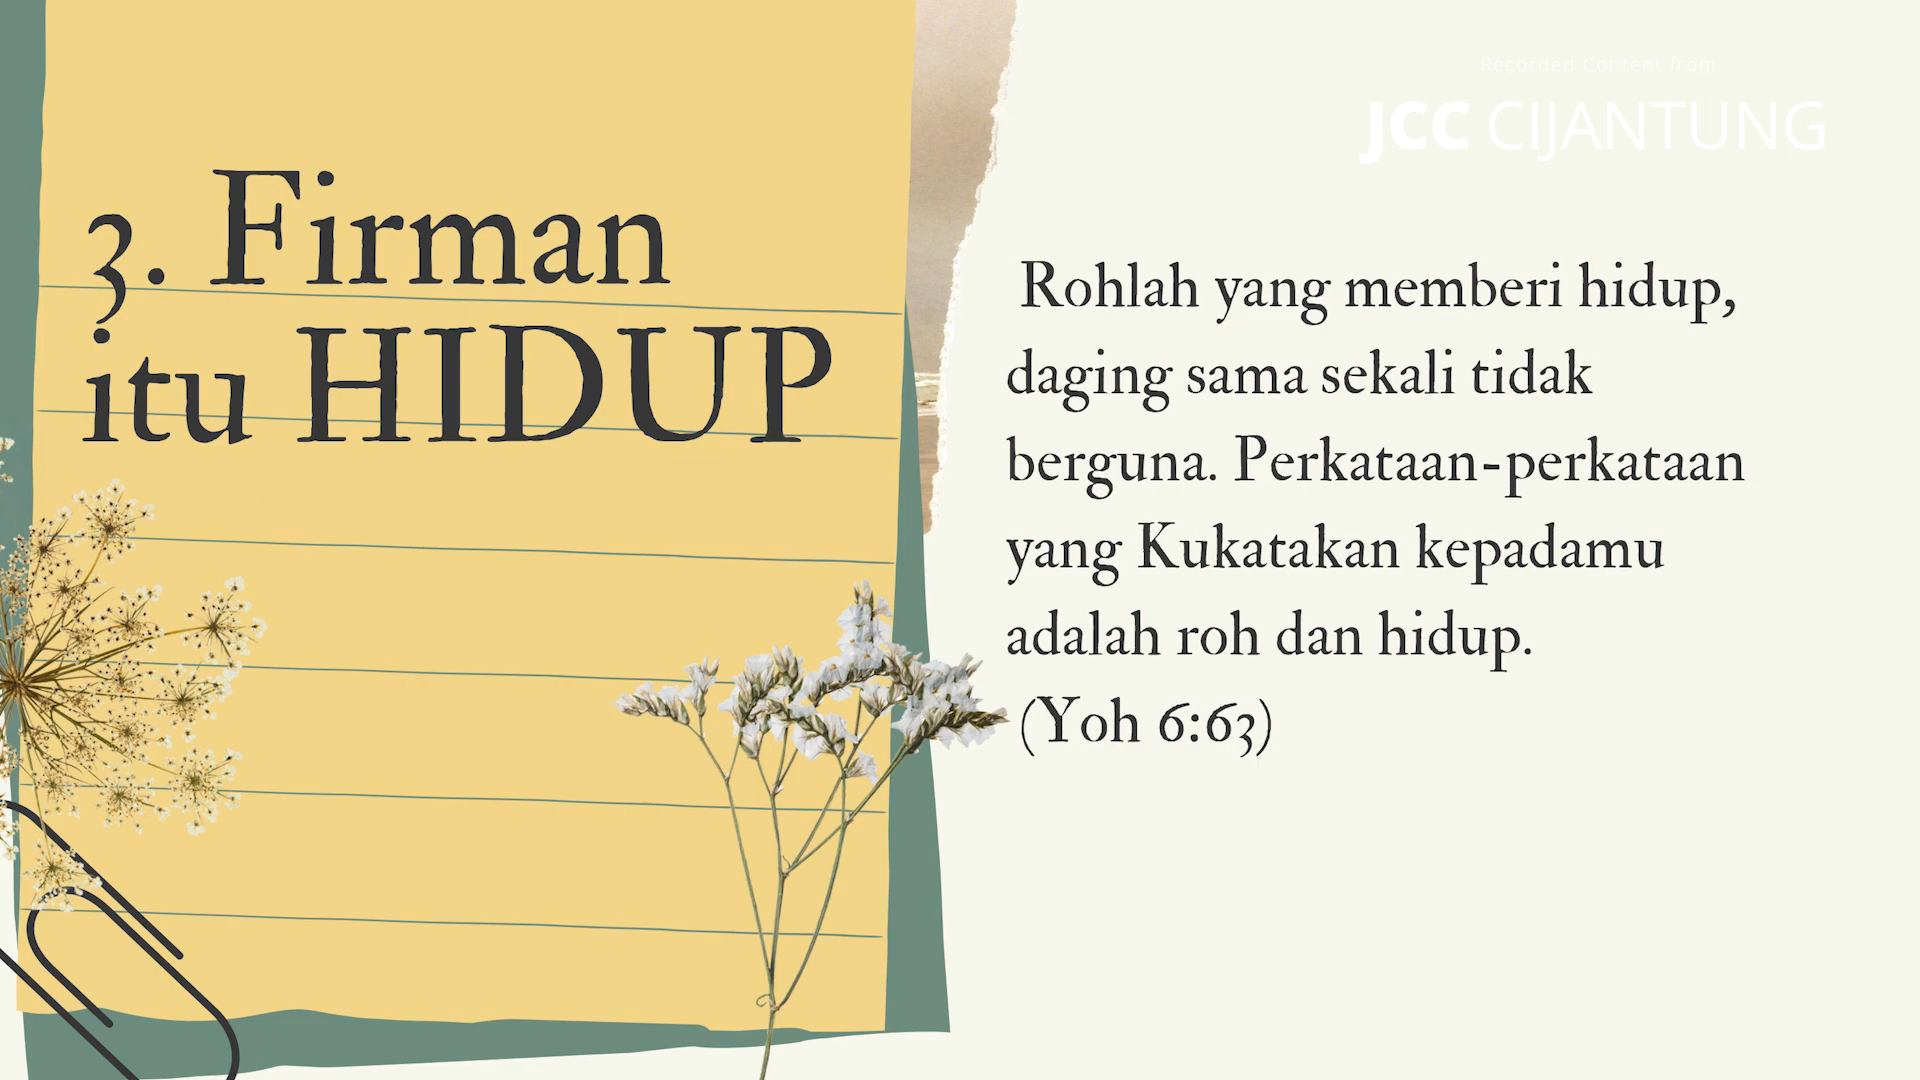 3. Firman
itu HIDUP
Recorded Content from
JCC CIJANTUNG
Rohlah yang memberi hidup,
daging sama sekali tidak
berguna. Perkataan-perkataan
yang Kukatakan kepadamu
adalah roh dan hidup.
(Yoh 6:63)